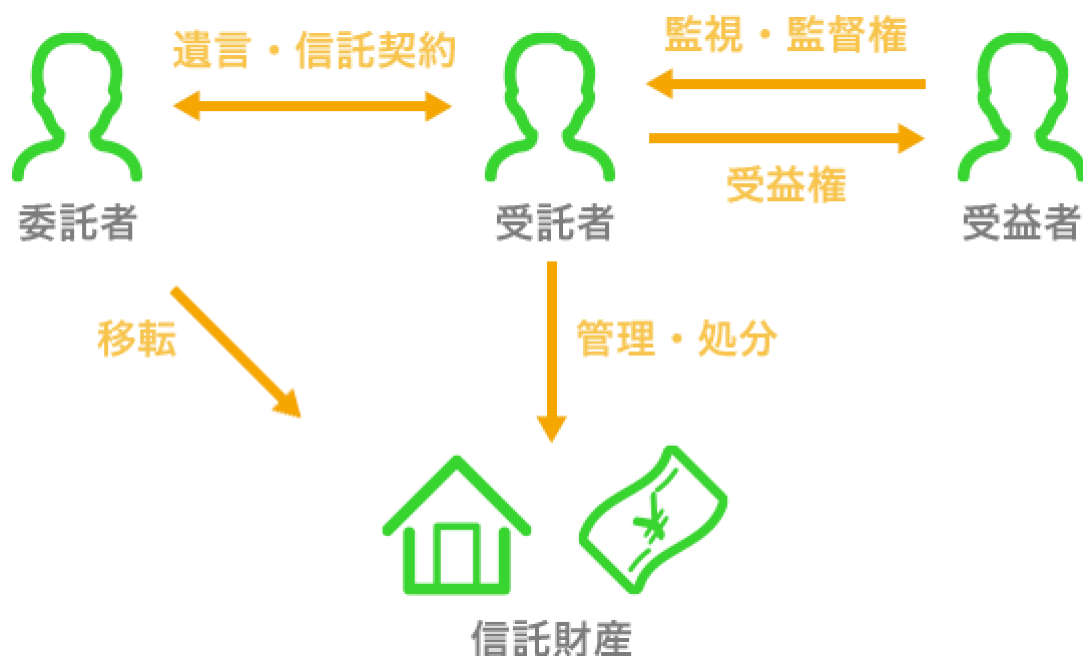 遺言・信託契約
監視・監督権
受益権
委託者
受託者
受益者
移転
管理・処分
¥
信託財産